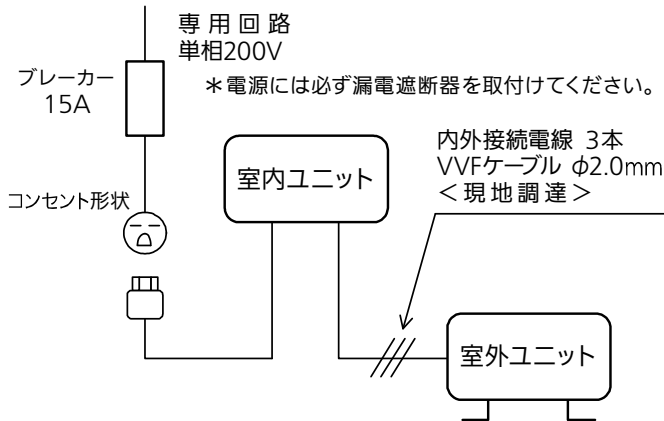 専用回路
単相200V
＊電源には必ず漏電遮断器を取付けてください。
ブレーカー
15A
コンセント形状
室内ユニット
内外接続電線 3本
VVFケーブル φ2.0mm
＜現地調達＞
室外ユニット